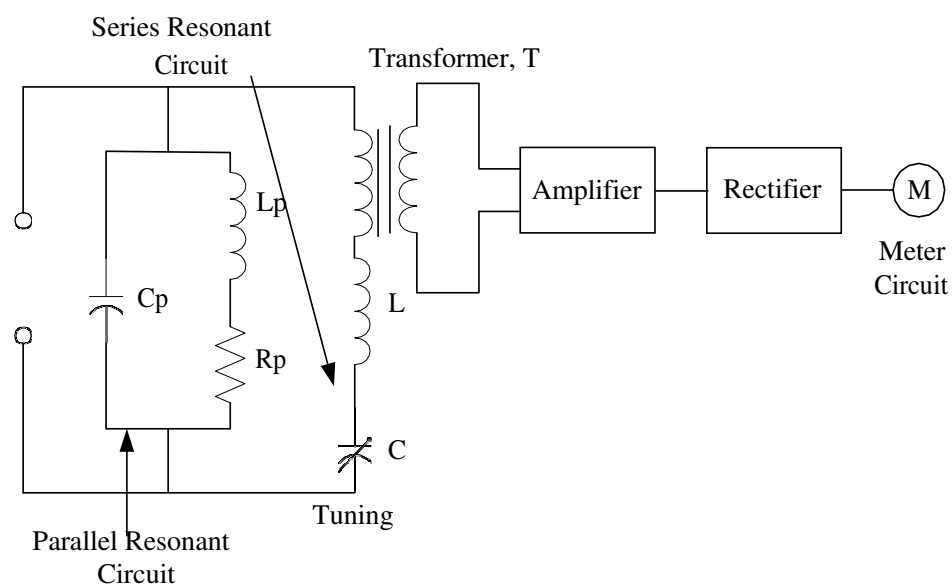 Series Resonant
Circuit
Transformer, T
Lp
Amplifier
Rectifier
M
Meter
Circuit
Cp
L
Rp
C
Tuning
Parallel Resonant
Circuit